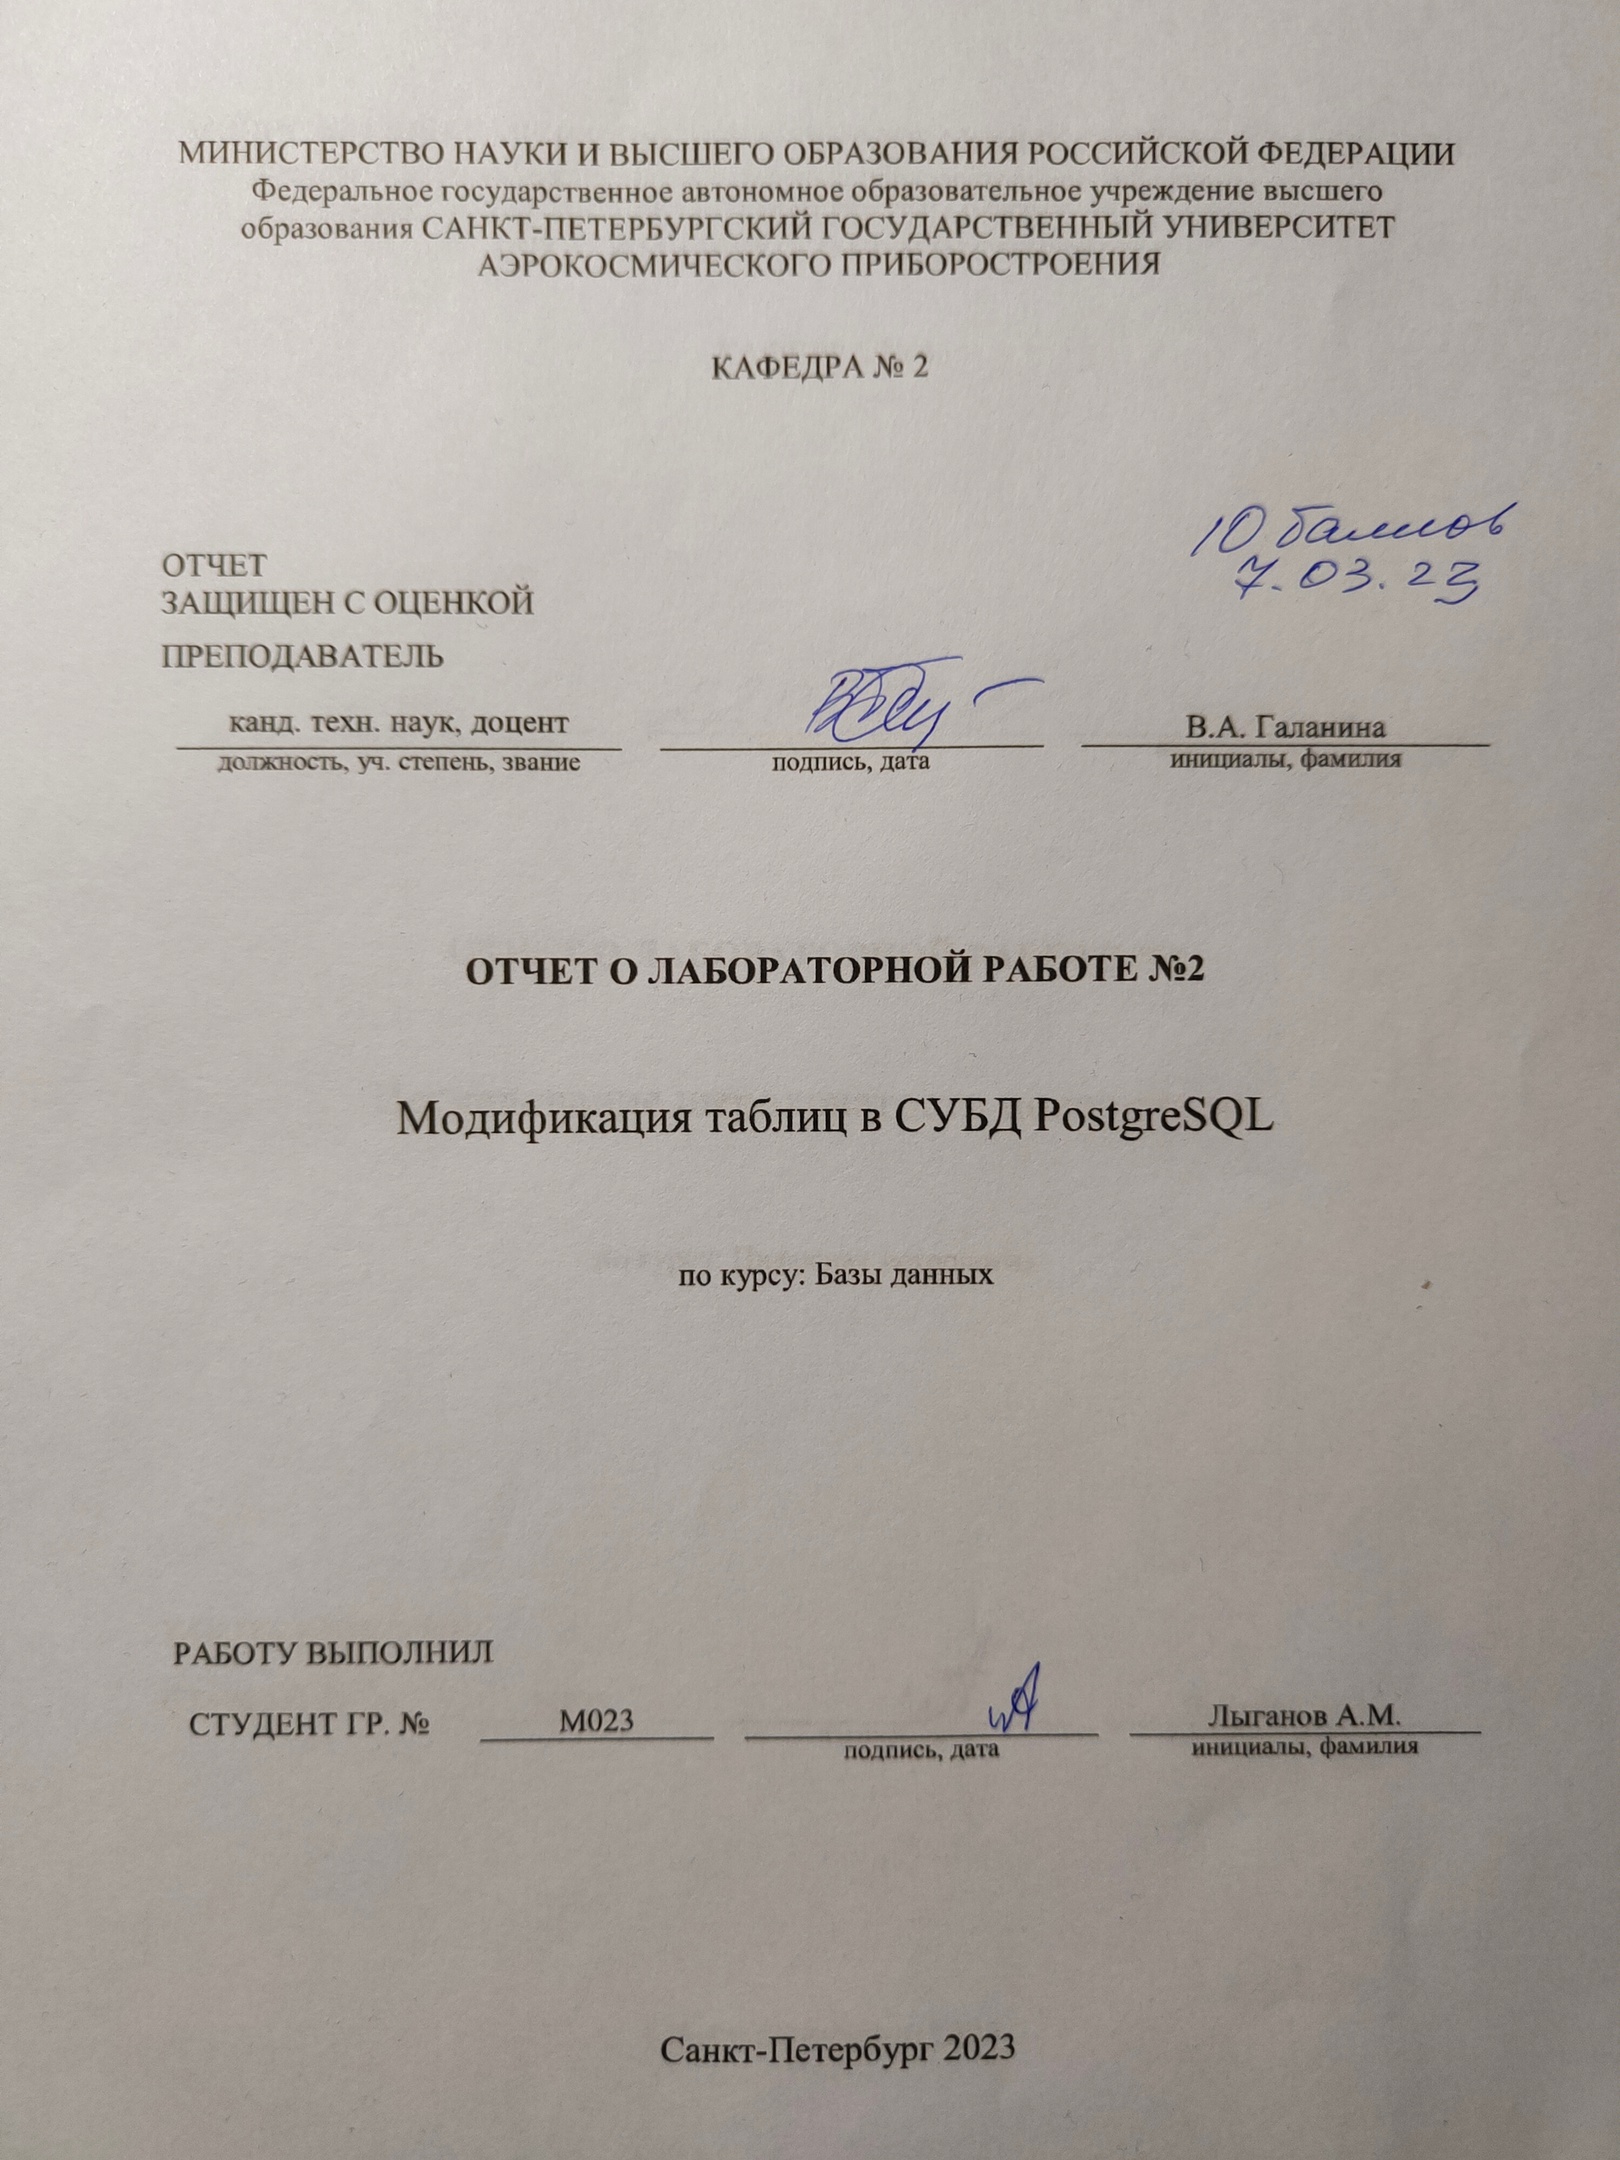 МИНИСТЕРСТВО НАУКИ И ВЫСШЕГО ОБРАЗОВАНИЯ РОССИЙСКОЙ ФЕДЕРАЦИИ
Федеральное государственное автономное образовательное учреждение высшего
образования САНКТ-ПЕТЕРБУРГСКИЙ ГОСУДАРСТВЕННЫЙ УНИВЕРСИТЕТ
АЭРОКОСМИЧЕСКОГО ПРИБОРОСТРОЕНИЯ
КАФЕДРА № 2
10 баллов
7.03.23
ОТЧЕТ
ЗАЩИЩЕН С ОЦЕНКОЙ
ПРЕПОДАВАТЕЛЬ
канд. техн. наук, доцент В.А. Галанина
должность, уч. степень, звание подпись, дата инициалы, фамилия
ОТЧЕТ О ЛАБОРАТОРНОЙ РАБОТЕ №2
Модификация таблиц в СУБД PostgreSQL
по курсу: Базы данных
РАБОТУ ВЫПОЛНИЛ
СТУДЕНТ ГР. № М023 Лыганов А.М.
подпись, дата инициалы, фамилия
Санкт-Петербург 2023